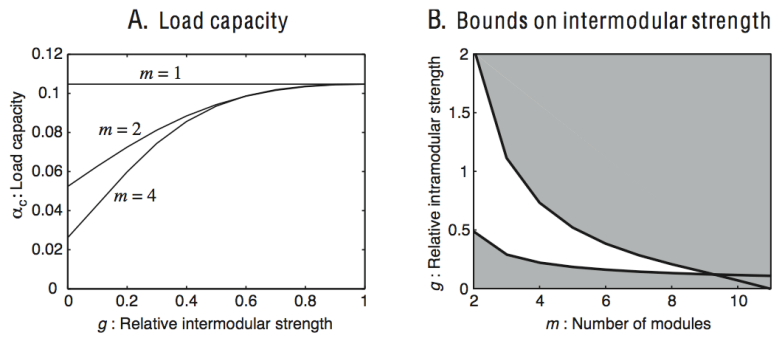 A. Load capacity
α_c : Load capacity
0.12
0.1
0.08
0.06
0.04
0.02
0
m = 1
m = 2
m = 4
0 0.2 0.4 0.6 0.8 1
g : Relative intermodular strength
B. Bounds on intermodular strength
g : Relative intramodular strength
2
1.5
1
0.5
0
2 4 6 8 10
m : Number of modules